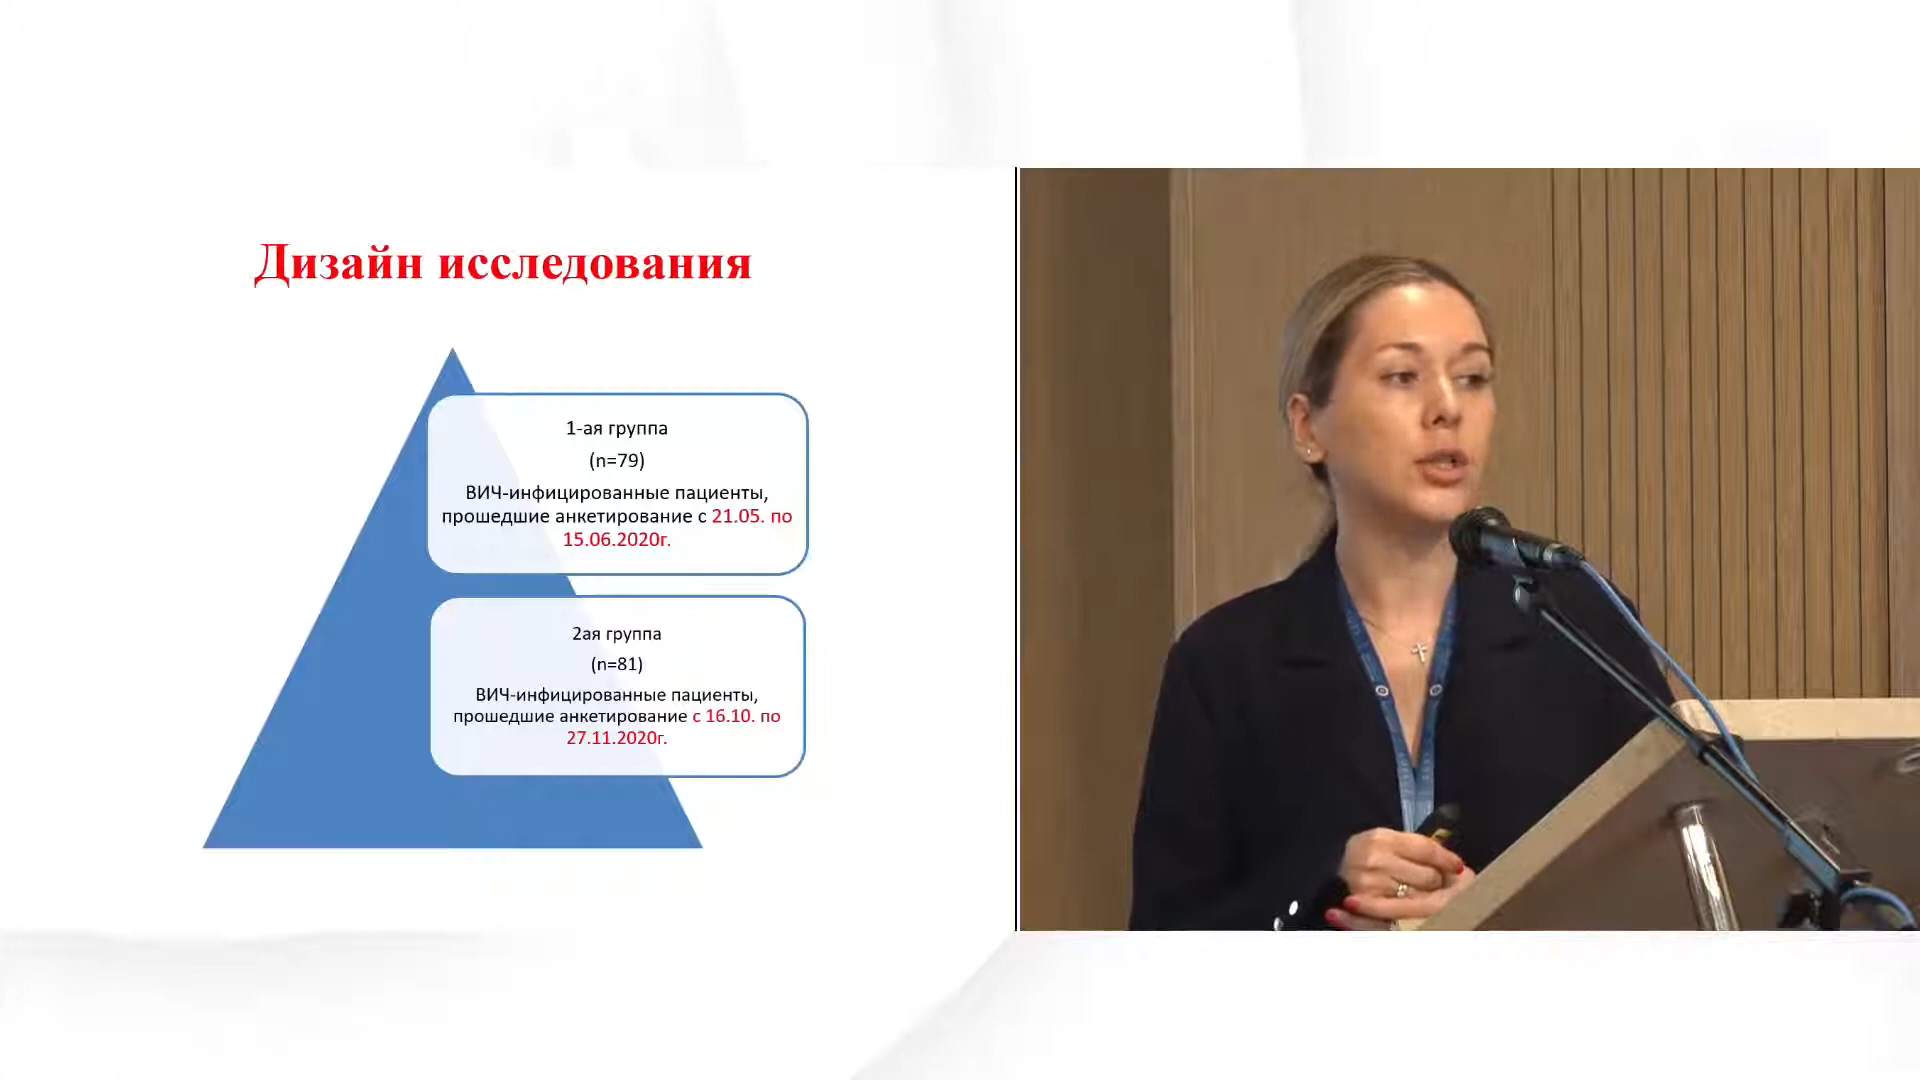 Дизайн исследования
1-ая группа
(n=79)
ВИЧ-инфицированные пациенты,
прошедшие анкетирование с 21.05. по
15.06.2020г.
2ая группа
(n=81)
ВИЧ-инфицированные пациенты,
прошедшие анкетирование с 16.10. по
27.11.2020г.